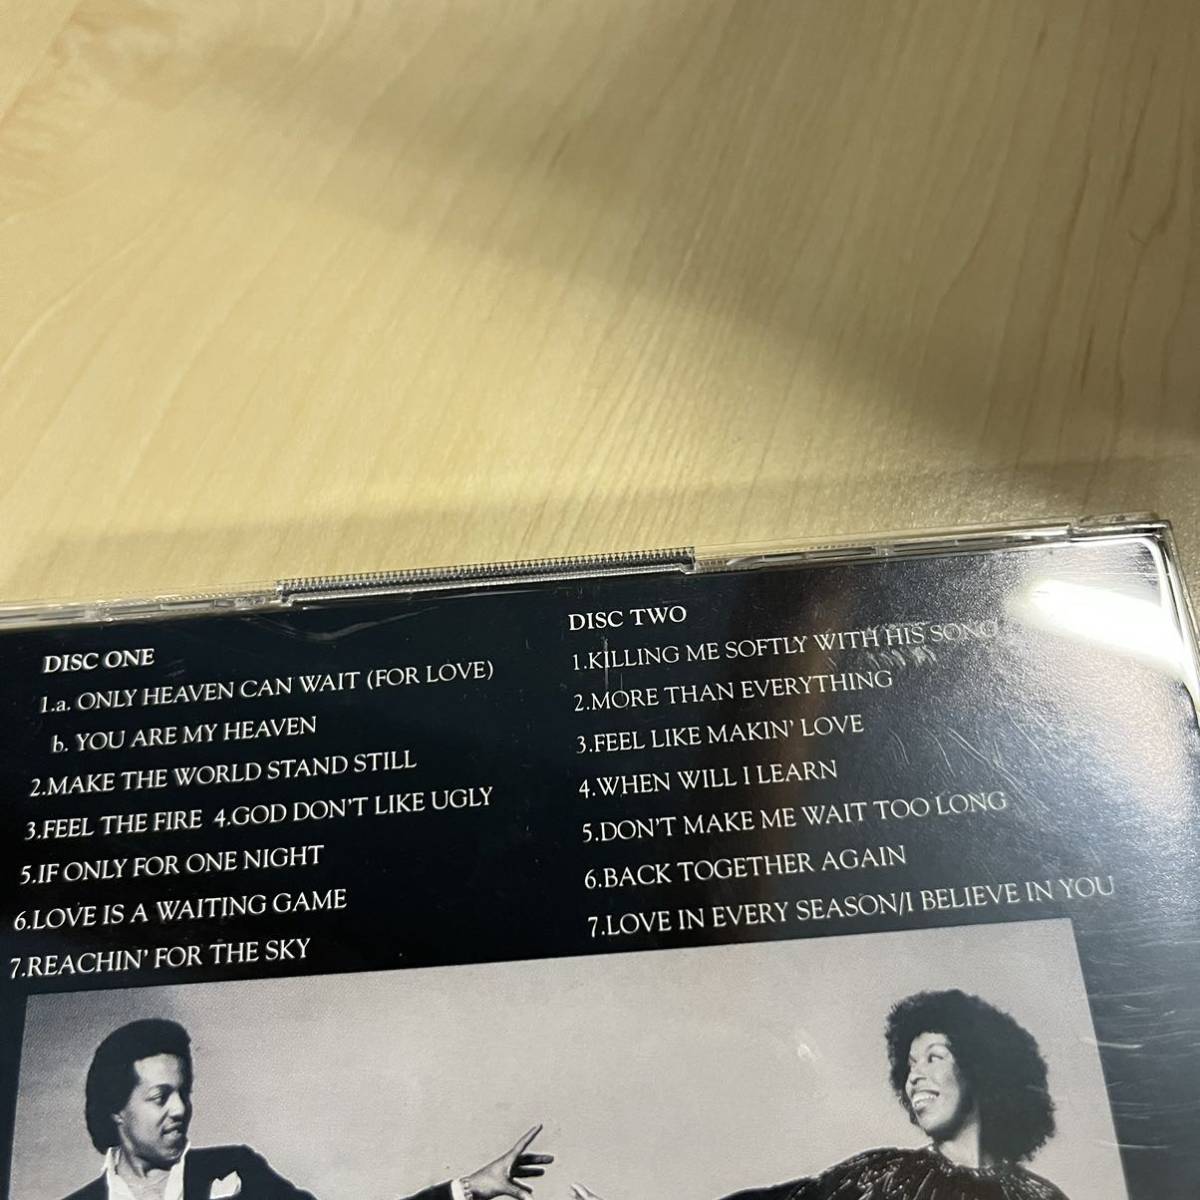 DISC ONE
1.a. ONLY HEAVEN CAN WAIT (FOR LOVE)
b. YOU ARE MY HEAVEN
2.MAKE THE WORLD STAND STILL
3.FEEL THE FIRE 4.GOD DON'T LIKE UGLY
5.IF ONLY FOR ONE NIGHT
6.LOVE IS A WAITING GAME
7.REACHIN' FOR THE SKY
DISC TWO
1.KILLING ME SOFTLY WITH HIS SONG
2.MORE THAN EVERYTHING
3.FEEL LIKE MAKIN' LOVE
4.WHEN WILL I LEARN
5.DON'T MAKE ME WAIT TOO LONG
6.BACK TOGETHER AGAIN
7.LOVE IN EVERY SEASON/I BELIEVE IN YOU